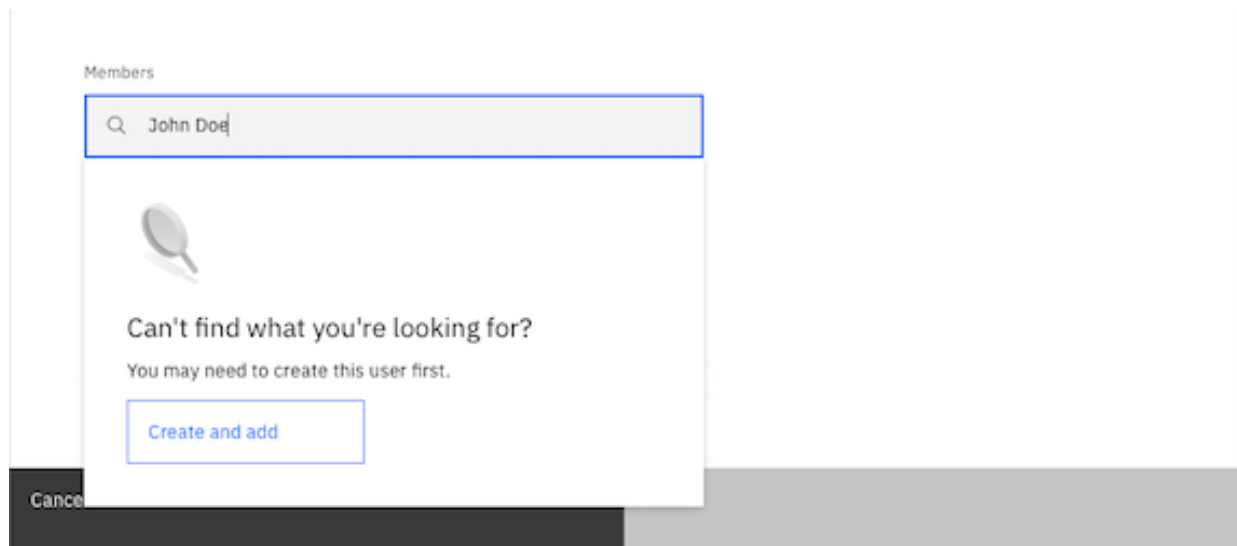 Members
John Doe
Can't find what you're looking for?
You may need to create this user first.
Create and add
Cance